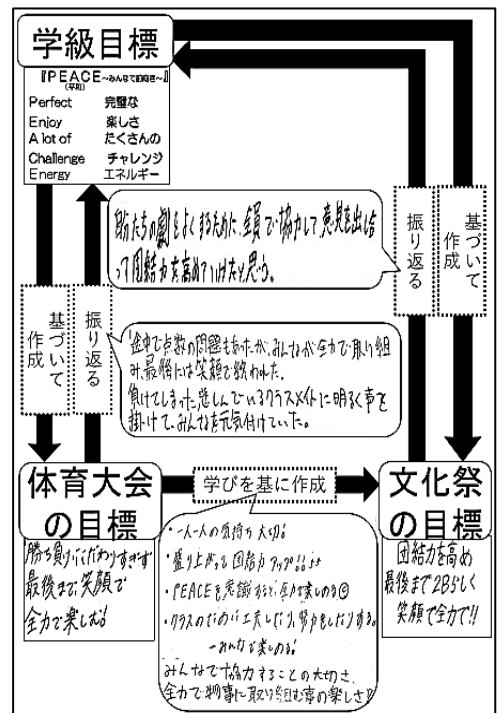 学級目標
『PEACE～みんなで前向き～』
(平和)
Perfect 完璧な
Enjoy 楽しさ
A lot of たくさんの
Challenge チャレンジ
Energy エネルギー
自分たちの劇をよくするために、全員で協力して、意見を出し合
って団結力を高めていけたと思う。
振り返る
基づいて作成
基づいて作成
振り返る
途中で点数の問題もあったが、みんなが全力で取り組
み、最後には笑顔で終われた。
負けてしまった悲しんでいるクラスメイトに明るく声を
掛けて、みんなを元気付けていた。
体育大会
の目標
学びを基に作成
文化祭
の目標
勝ち負けにこだわりすぎず
最後まで笑顔で
全力で楽しむ!
・一人一人の気持ち大切!
・盛り上がって団結力アップ!!
・PEACEを意識すると、全力で楽しめる
・クラスのために工夫したり、努力をしたりする。
→みんなで楽しめる!
みんなで協力することの大切さ、
全力で物事に取り組む事の楽しさ!!
団結力を高め
最後まで2Bらしく
笑顔で全力で!!